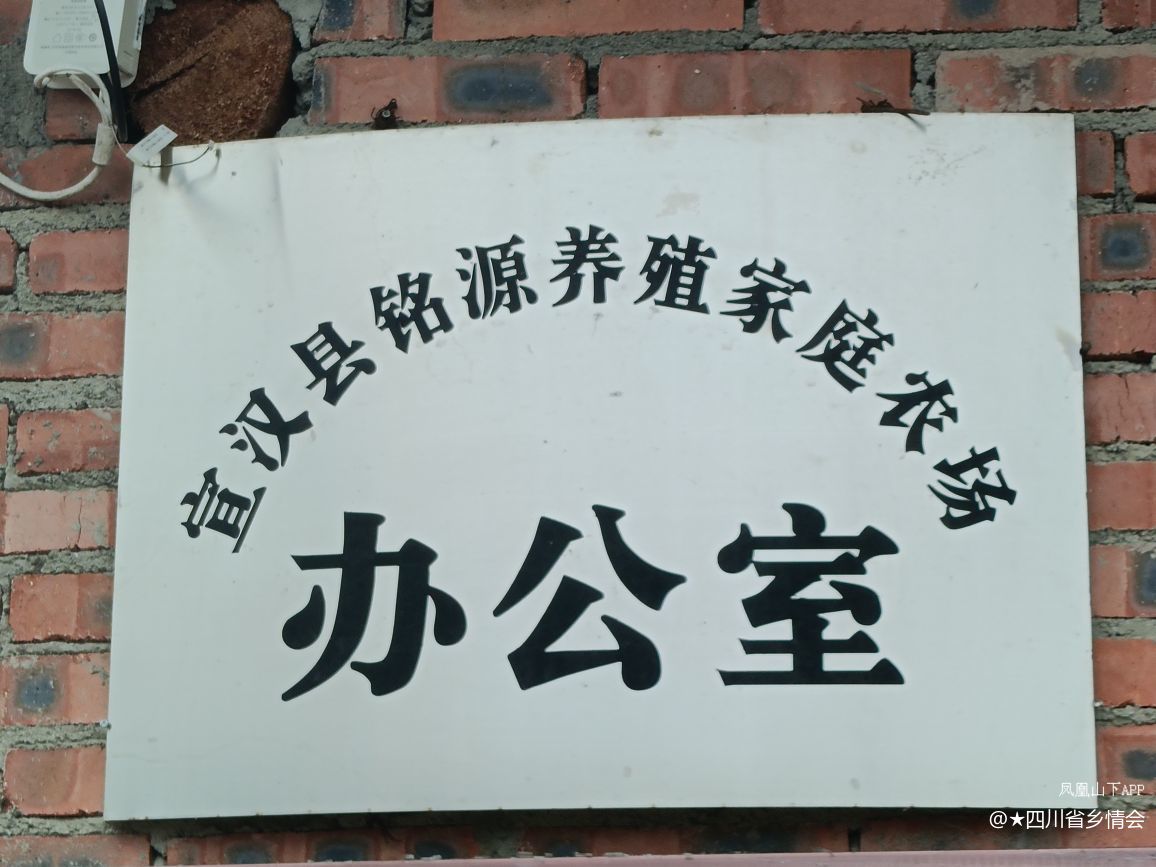 宣汉县铭源养殖家庭农场
办公室
凤凰山下APP
@★四川省乡情会